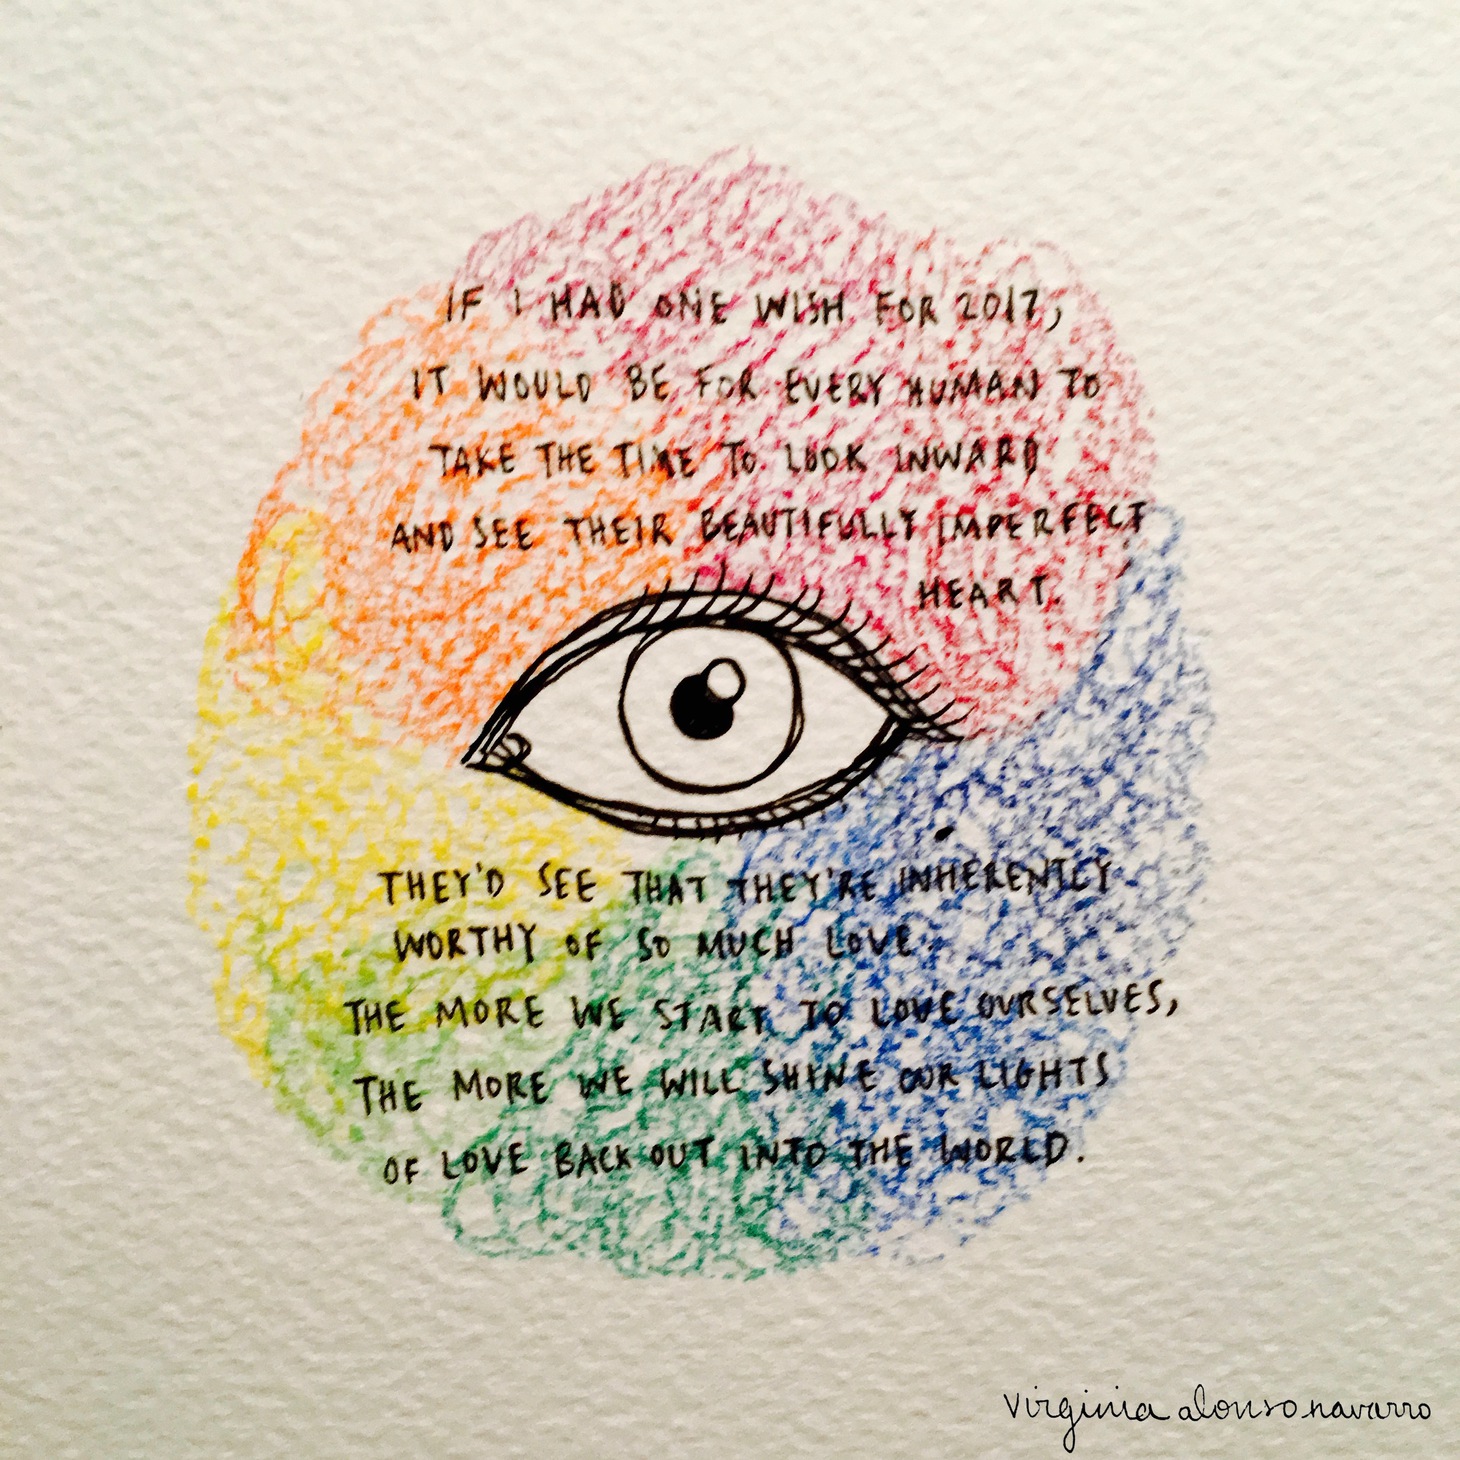 IF I HAD ONE WISH FOR 2017,
IT WOULD BE FOR EVERY HUMAN TO
TAKE THE TIME TO LOOK INWARD
AND SEE THEIR BEAUTIFULLY IMPERFECT
HEART.
THEY'D SEE THAT THEY'RE INHERENTLY
WORTHY OF SO MUCH LOVE.
THE MORE WE START TO LOVE OURSELVES,
THE MORE WE WILL SHINE OUR LIGHTS
OF LOVE BACK OUT INTO THE WORLD.
Virginia alonso navarro